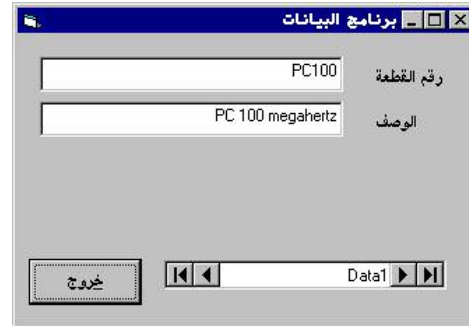 برنامج البيانات
رقم القطعة
PC100
الوصف
PC 100 megahertz
Data1
خروج